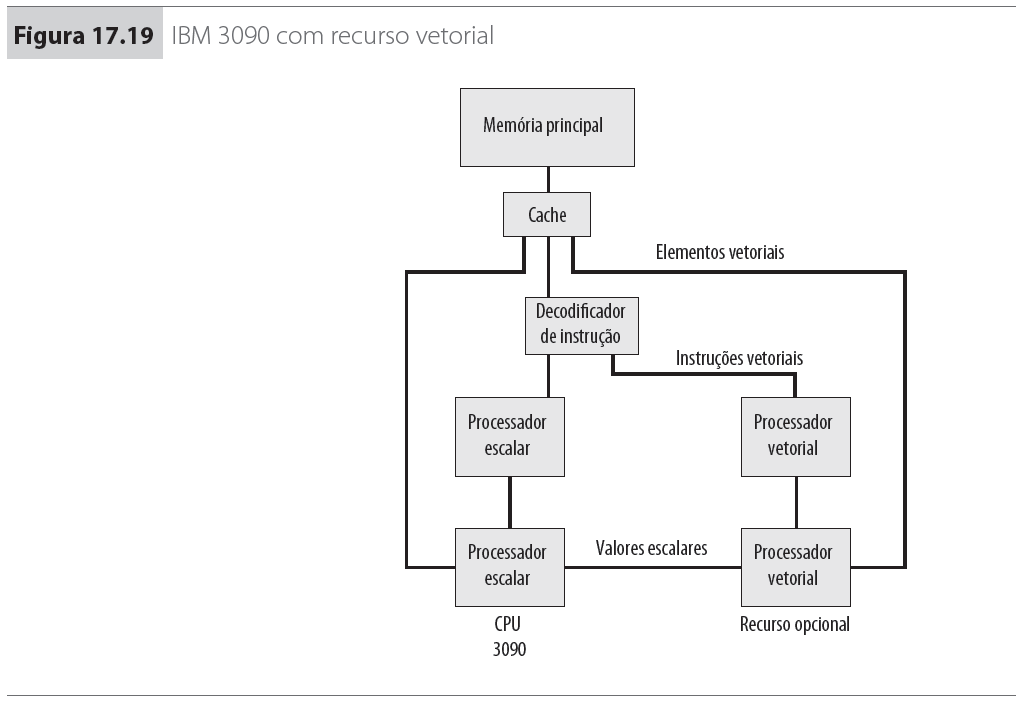 Figura 17.19 IBM 3090 com recurso vetorial
Memória principal
Cache
Elementos vetoriais
Decodificador
de instrução
Instruções vetoriais
Processador
escalar
Processador
vetorial
Processador
escalar
Valores escalares
Processador
vetorial
CPU
3090
Recurso opcional